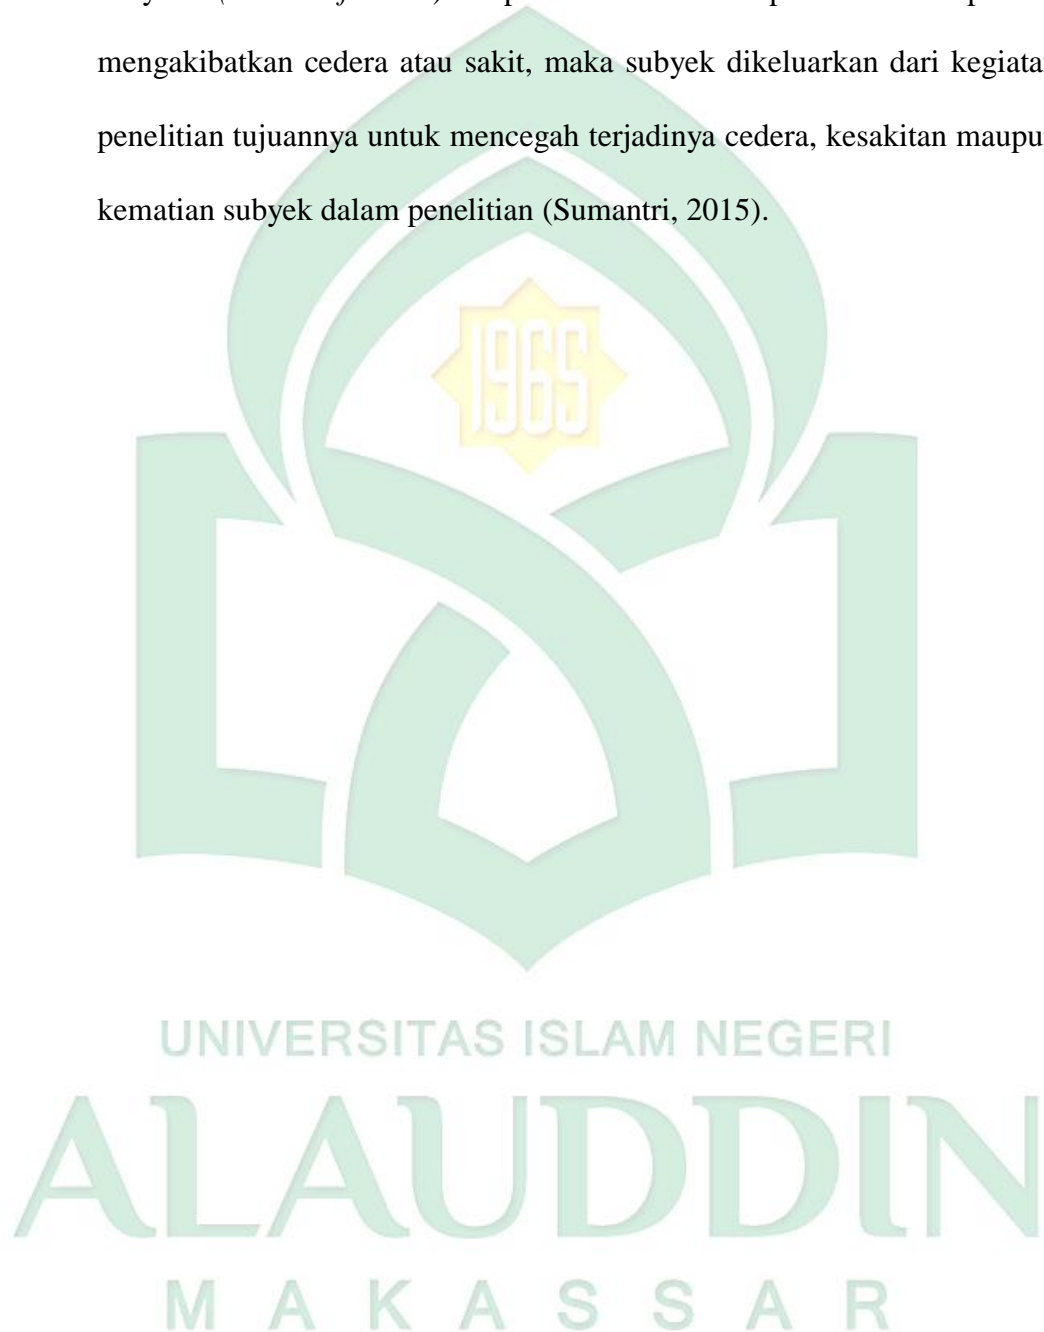 mengakibatkan cedera atau sakit, maka subyek dikeluarkan dari kegiata
penelitian tujuannya untuk mencegah terjadinya cedera, kesakitan maupu
kematian subyek dalam penelitian (Sumantri, 2015).
1965
UNIVERSITAS ISLAM NEGERI
ALAUDDIN
MAKASSAR